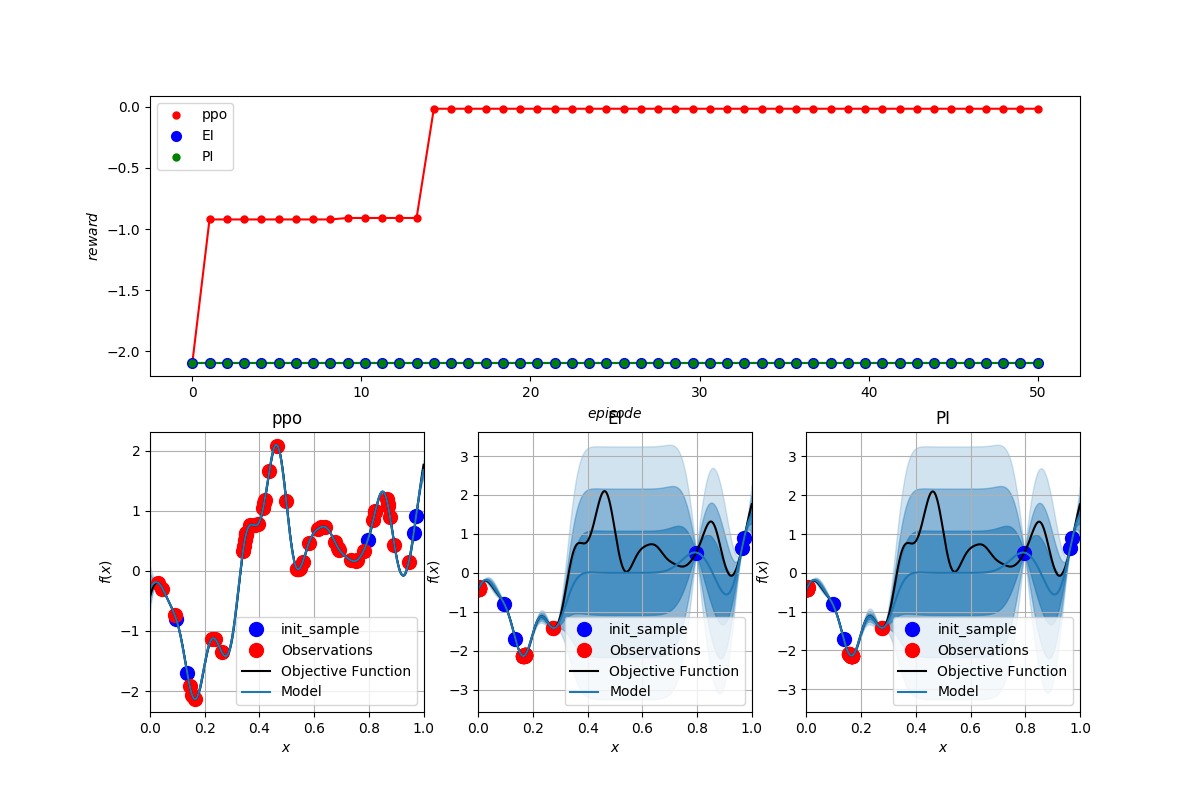 0.0
−0.5
−1.0
−1.5
−2.0
reward
ppo
EI
PI
0 10 20 30 40 50
episode
ppo
EI
PI
2
1
0
−1
−2
f(x)
init_sample
Observations
Objective Function
Model
0.0 0.2 0.4 0.6 0.8 1.0
x
3
2
1
0
−1
−2
−3
f(x)
init_sample
Observations
Objective Function
Model
0.0 0.2 0.4 0.6 0.8 1.0
x
3
2
1
0
−1
−2
−3
f(x)
init_sample
Observations
Objective Function
Model
0.0 0.2 0.4 0.6 0.8 1.0
x